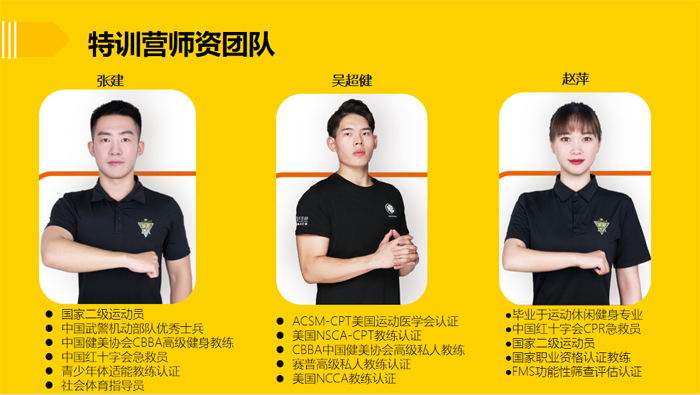 特训营师资团队
张建
吴超健
赵萍
● 国家二级运动员
● 中国武警机动部队优秀士兵
● 中国健美协会CBBA高级健身教练
● 中国红十字会急救员
● 青少年体适能教练认证
● 社会体育指导员
● ACSM-CPT美国运动医学会认证
● 美国NSCA-CPT教练认证
● CBBA中国健美协会高级私人教练
● 赛普高级私人教练认证
● 美国NCCA教练认证
●毕业于运动休闲健身专业
●中国红十字会CPR急救员
●国家二级运动员
●国家职业资格认证教练
●FMS功能性筛查评估认证